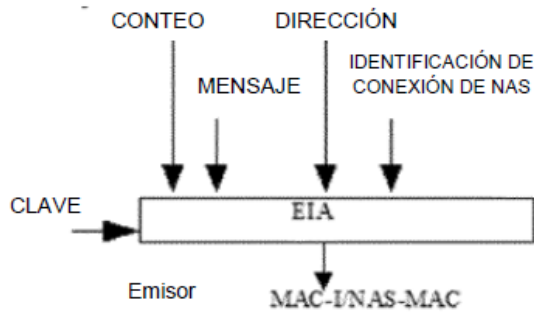 CONTEO
DIRECCIÓN
MENSAJE
IDENTIFICACIÓN DE
CONEXIÓN DE NAS
CLAVE
EIA
Emisor
MAC-I/NAS-MAC